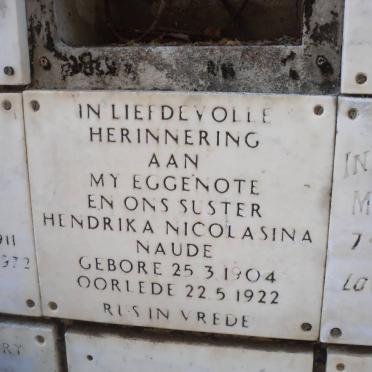 IN LIEFDEVOLLE
HERINNERING
AAN
MY EGGENOTE
EN ONS SUSTER
HENDRIKA NICOLASINA
NAUDE
GEBORE 25.3.1904
OORLEDE 22.5 1922
RUS IN VREDE